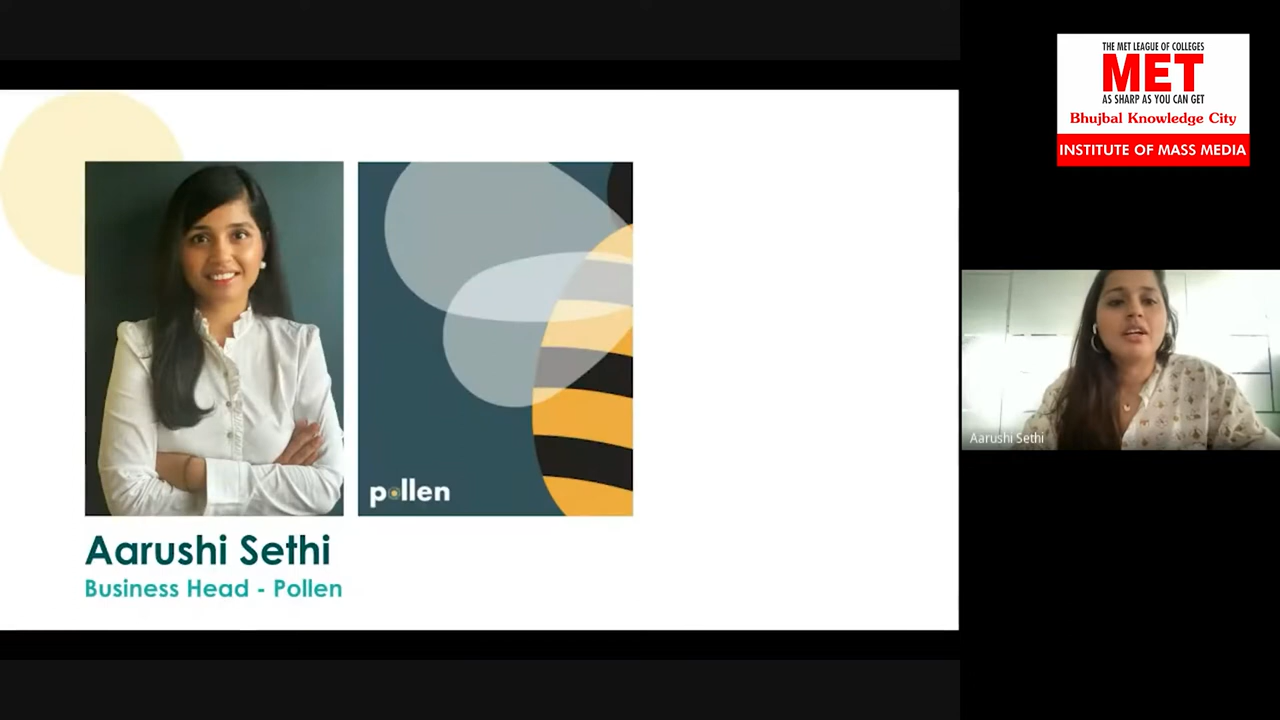 pollen
Aarushi Sethi
Business Head - Pollen
THE MET LEAGUE OF COLLEGES
MET
AS SHARP AS YOU CAN GET
Bhujbal Knowledge City
INSTITUTE OF MASS MEDIA
Aarushi Sethi